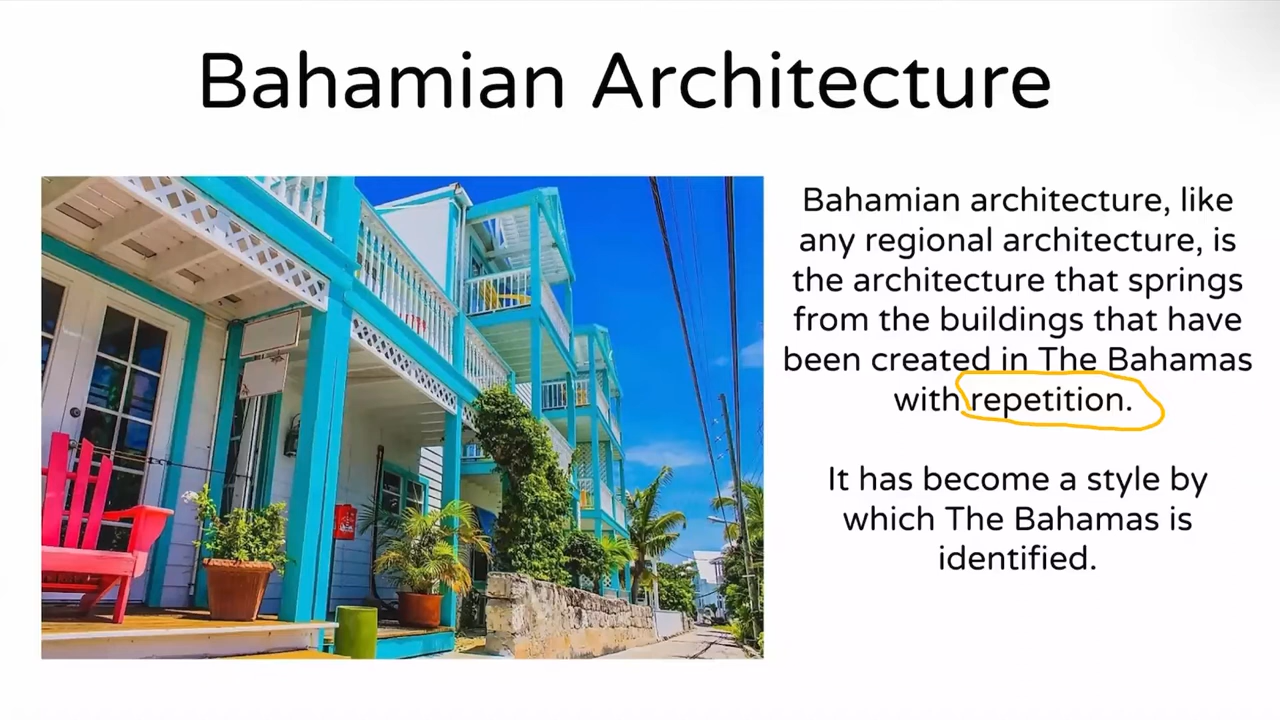 Bahamian Architecture
Bahamian architecture, like
any regional architecture, is
the architecture that springs
from the buildings that have
been created in The Bahamas
with repetition.
It has become a style by
which The Bahamas is
identified.